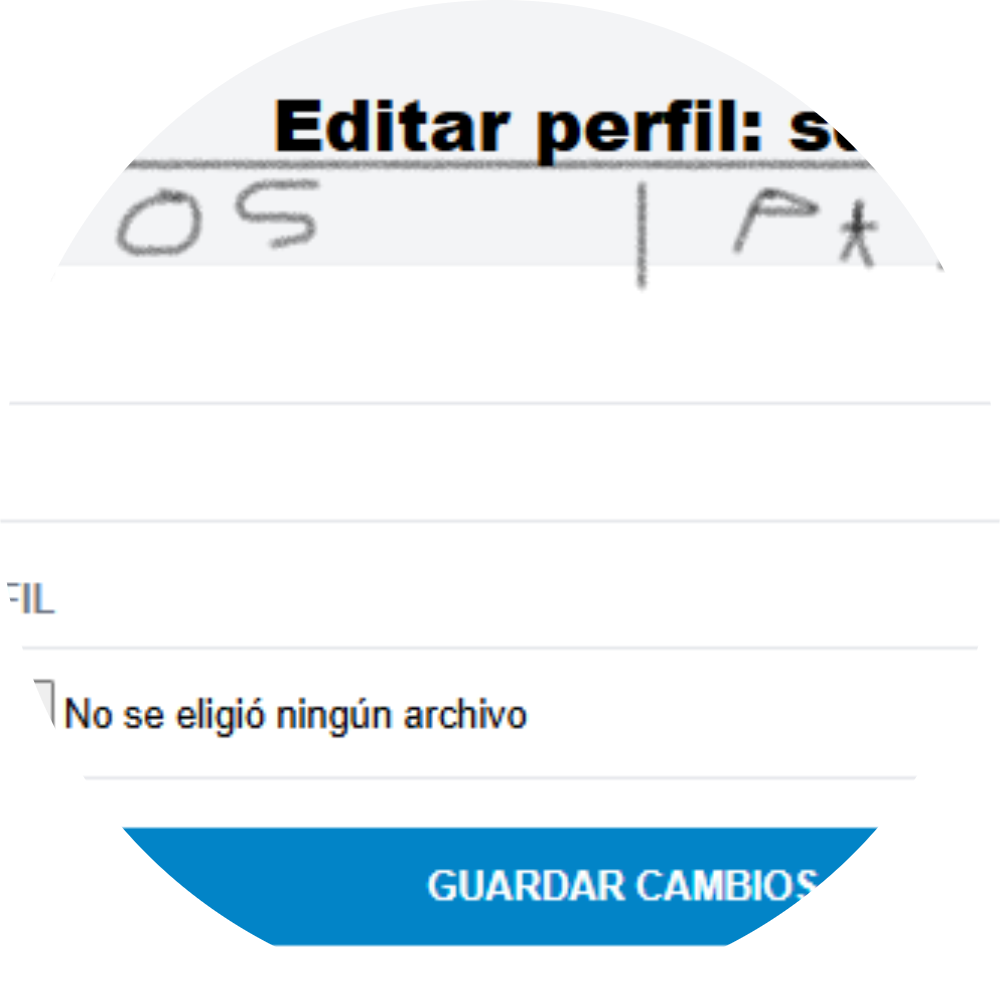 Editar perfil:
OS | P
FIL
No se eligió ningún archivo
GUARDAR CAMBIOS